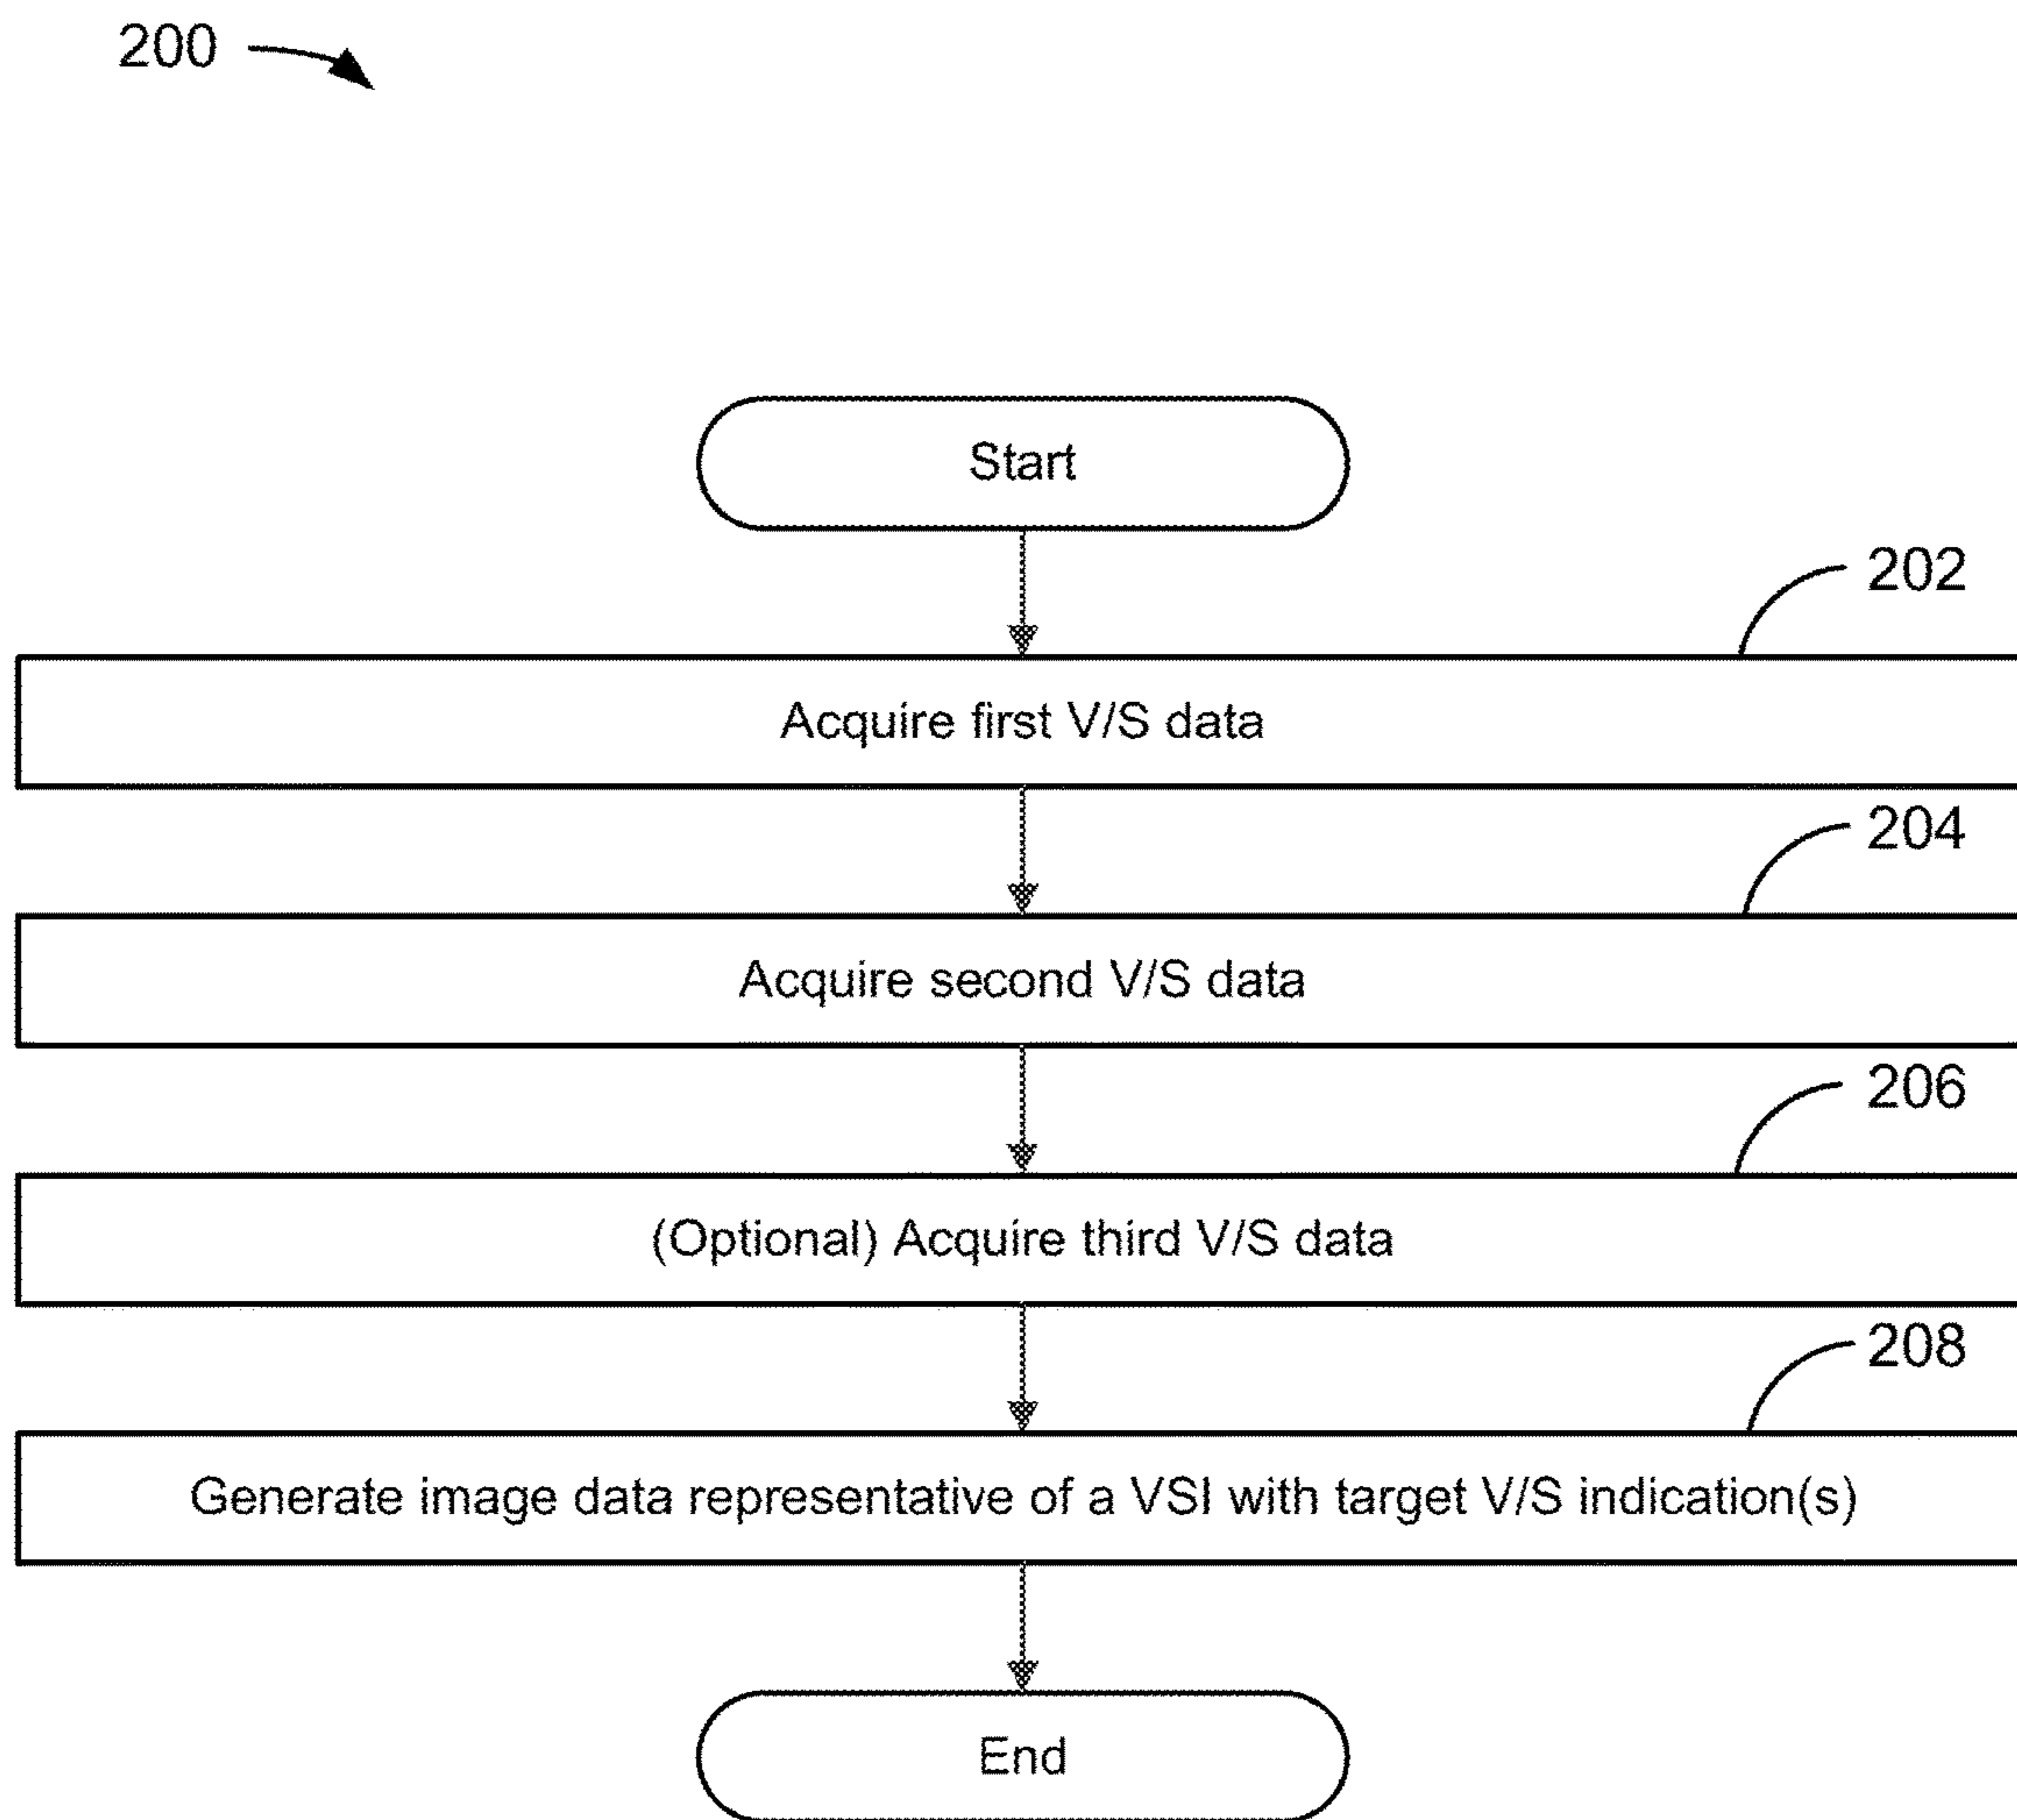 200
Start
202
Acquire first V/S data
204
Acquire second V/S data
206
(Optional) Acquire third V/S data
208
Generate image data representative of a VSI with target V/S indication(s)
End